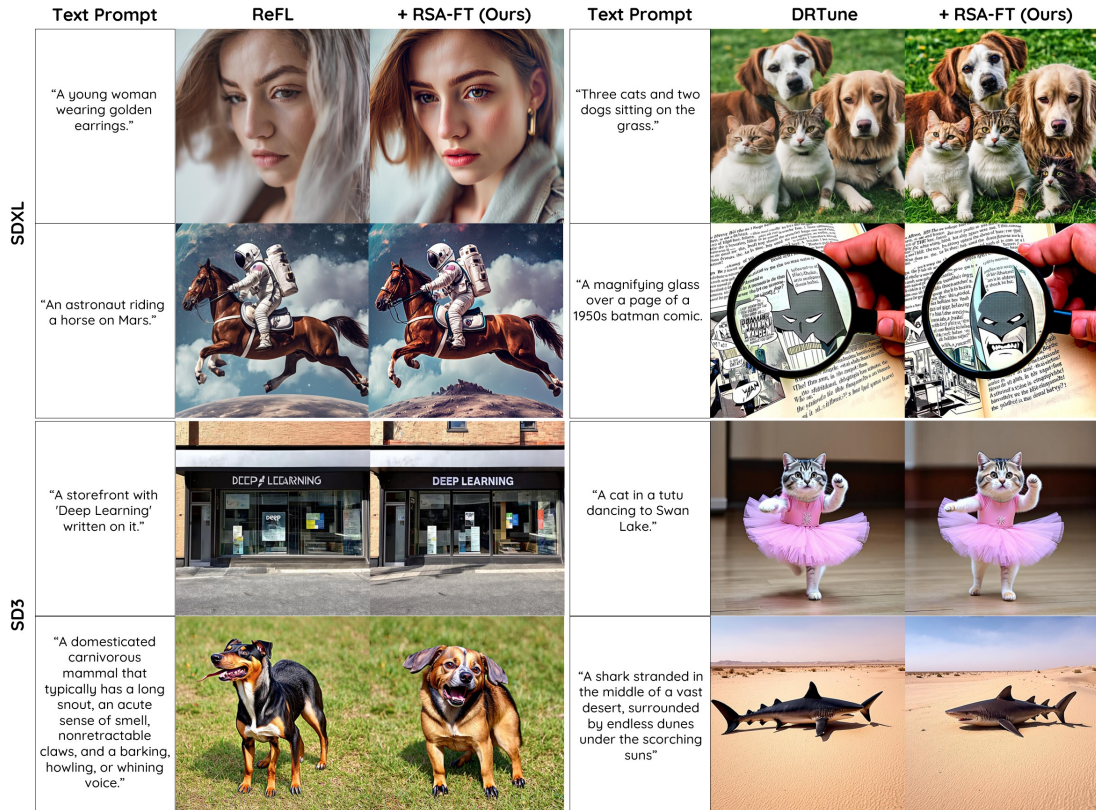 Text Prompt
ReFL
+ RSA-FT (Ours)
Text Prompt
DRTune
+ RSA-FT (Ours)
SDXL
“A young woman
wearing golden
earrings.”
“Three cats and two
dogs sitting on the
grass.”
“An astronaut riding
a horse on Mars.”
“A magnifying glass
over a page of a
1950s batman comic.
SD3
“A storefront with
'Deep Learning'
written on it.”
DEEP LEARNING
DEEP
“A cat in a tutu
dancing to Swan
Lake.”
“A domesticated
carnivorous
mammal that
typically has a long
snout, an acute
sense of smell,
nonretractable
claws, and a barking,
howling, or whining
voice.”
“A shark stranded in
the middle of a vast
desert, surrounded
by endless dunes
under the scorching
suns”